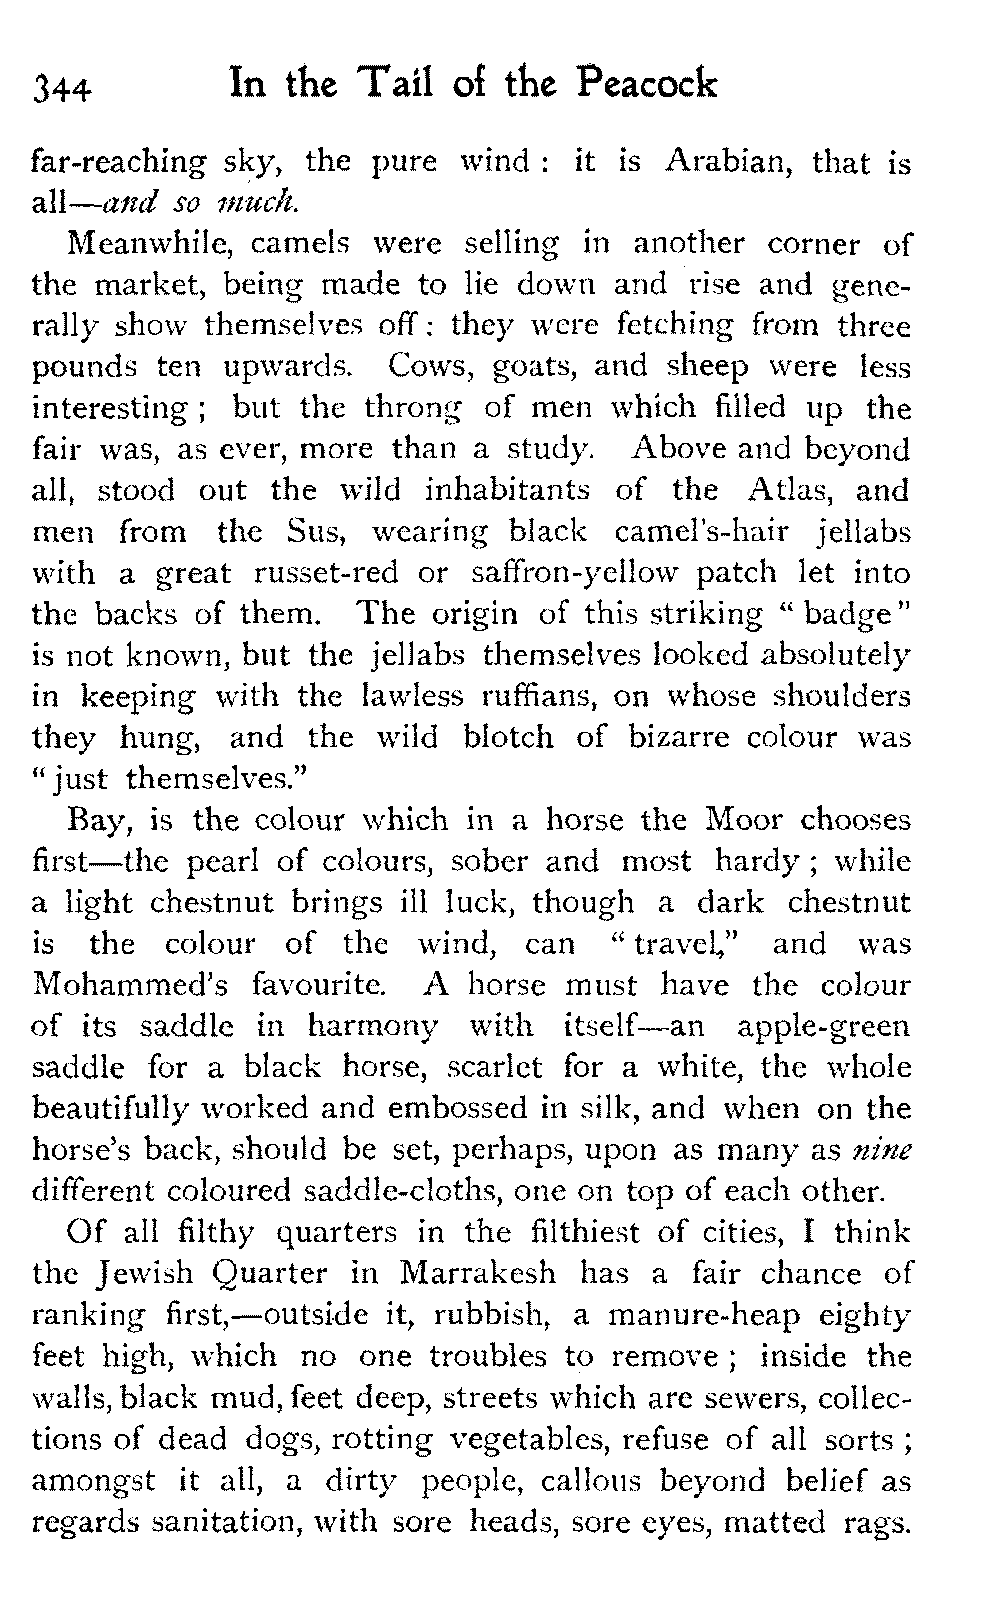 344 In the Tail of the Peacock
far-reaching sky, the pure wind : it is Arabian, that is
all—and so much.
Meanwhile, camels were selling in another corner of
the market, being made to lie down and rise and gene-
rally show themselves off : they were fetching from three
pounds ten upwards. Cows, goats, and sheep were less
interesting ; but the throng of men which filled up the
fair was, as ever, more than a study. Above and beyond
all, stood out the wild inhabitants of the Atlas, and
men from the Sus, wearing black camel's-hair jellabs
with a great russet-red or saffron-yellow patch let into
the backs of them. The origin of this striking “ badge ”
is not known, but the jellabs themselves looked absolutely
in keeping with the lawless ruffians, on whose shoulders
they hung, and the wild blotch of bizarre colour was
“ just themselves.”
Bay, is the colour which in a horse the Moor chooses
first—the pearl of colours, sober and most hardy ; while
a light chestnut brings ill luck, though a dark chestnut
is the colour of the wind, can “ travel,” and was
Mohammed's favourite. A horse must have the colour
of its saddle in harmony with itself—an apple-green
saddle for a black horse, scarlet for a white, the whole
beautifully worked and embossed in silk, and when on the
horse's back, should be set, perhaps, upon as many as nine
different coloured saddle-cloths, one on top of each other.
Of all filthy quarters in the filthiest of cities, I think
the Jewish Quarter in Marrakesh has a fair chance of
ranking first,—outside it, rubbish, a manure-heap eighty
feet high, which no one troubles to remove ; inside the
walls, black mud, feet deep, streets which are sewers, collec-
tions of dead dogs, rotting vegetables, refuse of all sorts ;
amongst it all, a dirty people, callous beyond belief as
regards sanitation, with sore heads, sore eyes, matted rags.